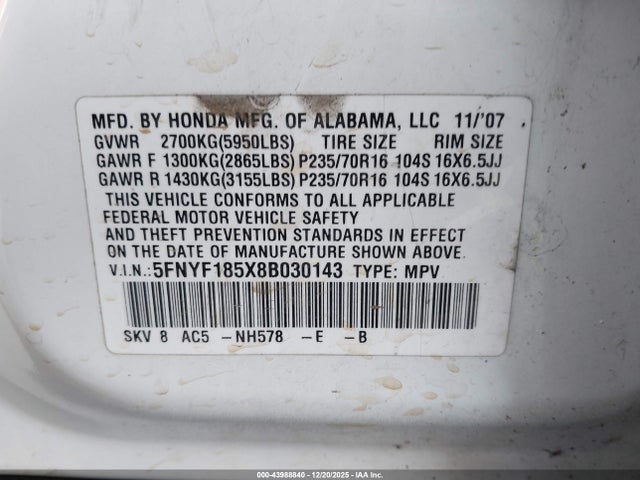 MFD. BY HONDA MFG. OF ALABAMA, LLC 11/'07
GVWR 2700KG(5950LBS) TIRE SIZE RIM SIZE
GAWR F 1300KG(2865LBS) P235/70R16 104S 16X6.5JJ
GAWR R 1430KG(3155LBS) P235/70R16 104S 16X6.5JJ
THIS VEHICLE CONFORMS TO ALL APPLICABLE
FEDERAL MOTOR VEHICLE SAFETY
AND THEFT PREVENTION STANDARDS IN EFFECT
ON THE DATE OF MANUFACTURE SHOWN ABOVE.
V.I.N.:5FNYF185X8B030143 TYPE: MPV
SKV 8 AC5 -NH578 -E -B
000-43988840 - 12/20/2025 - COPYRIGHT IAA, LLC